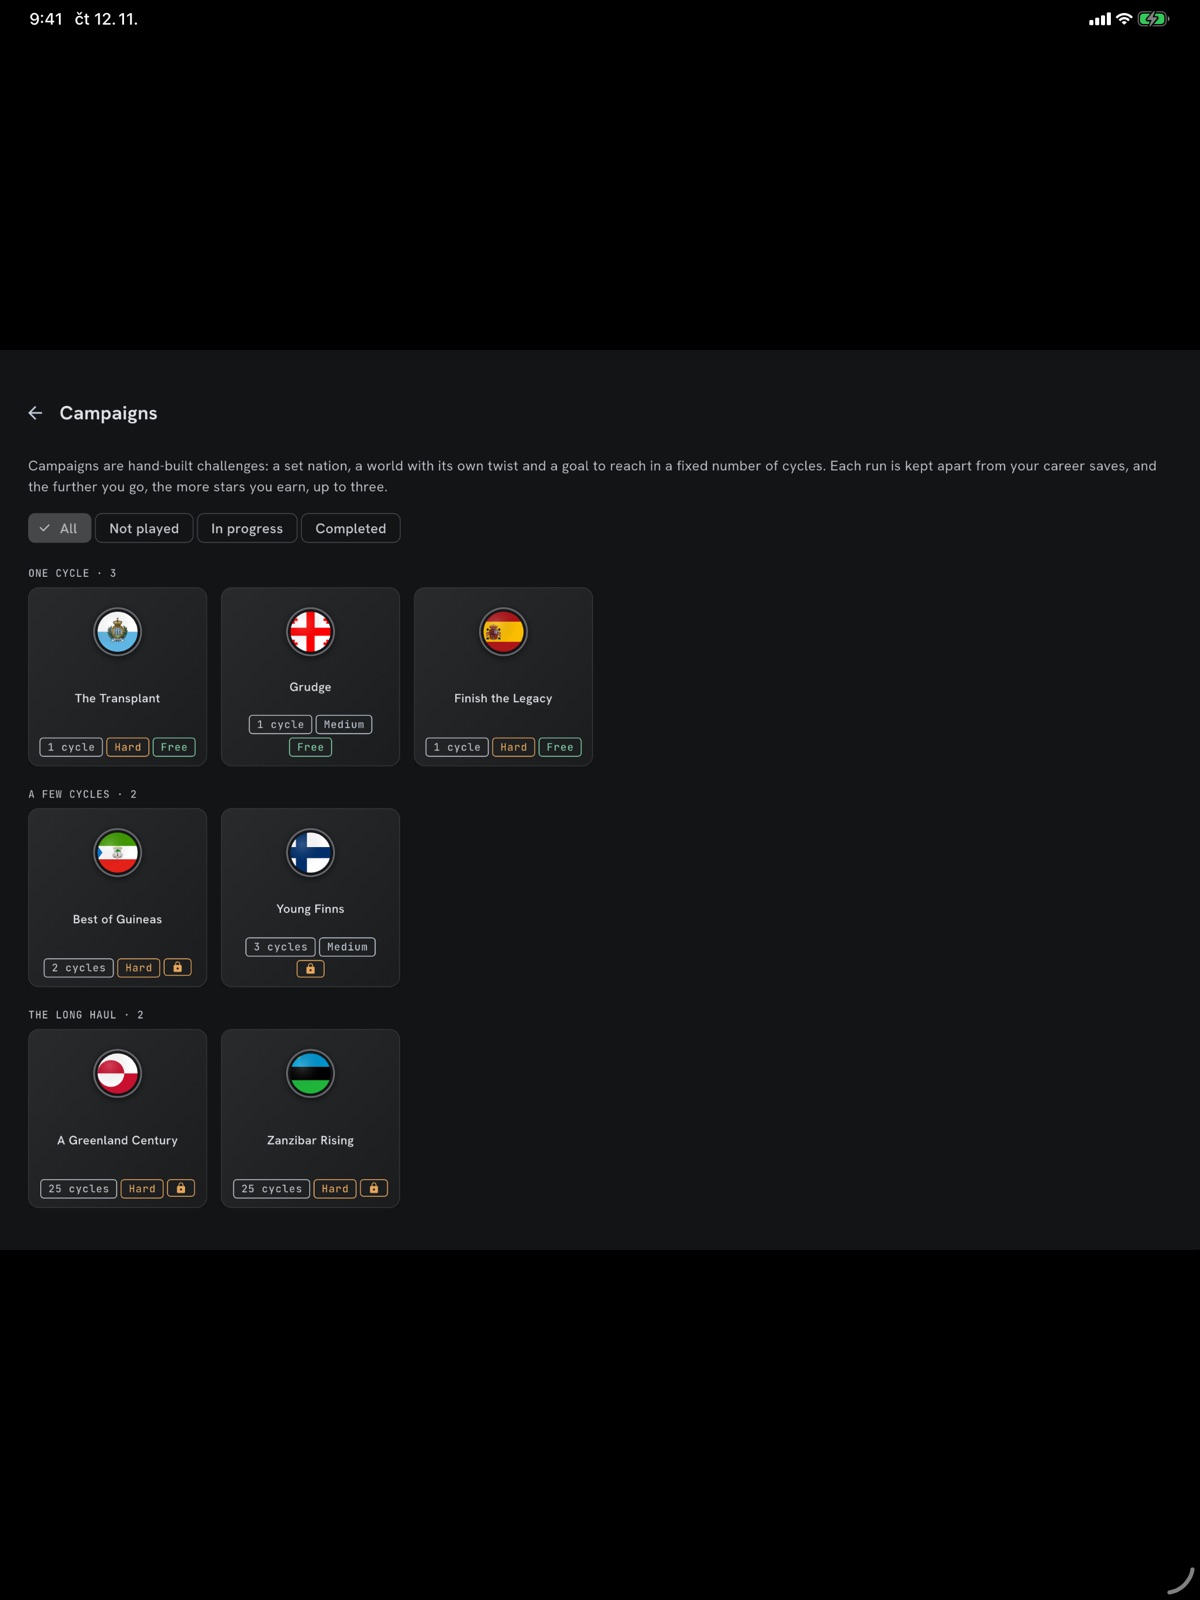 9:41 čt 12.11.
Campaigns
Campaigns are hand-built challenges: a set nation, a world with its own twist and a goal to reach in a fixed number of cycles. Each run is kept apart from your career saves, and
the further you go, the more stars you earn, up to three.
All Not played In progress Completed
ONE CYCLE · 3
The Transplant
1 cycle Hard Free
Grudge
1 cycle Medium
Free
Finish the Legacy
1 cycle Hard Free
A FEW CYCLES · 2
Best of Guineas
2 cycles Hard
Young Finns
3 cycles Medium
THE LONG HAUL · 2
A Greenland Century
25 cycles Hard
Zanzibar Rising
25 cycles Hard